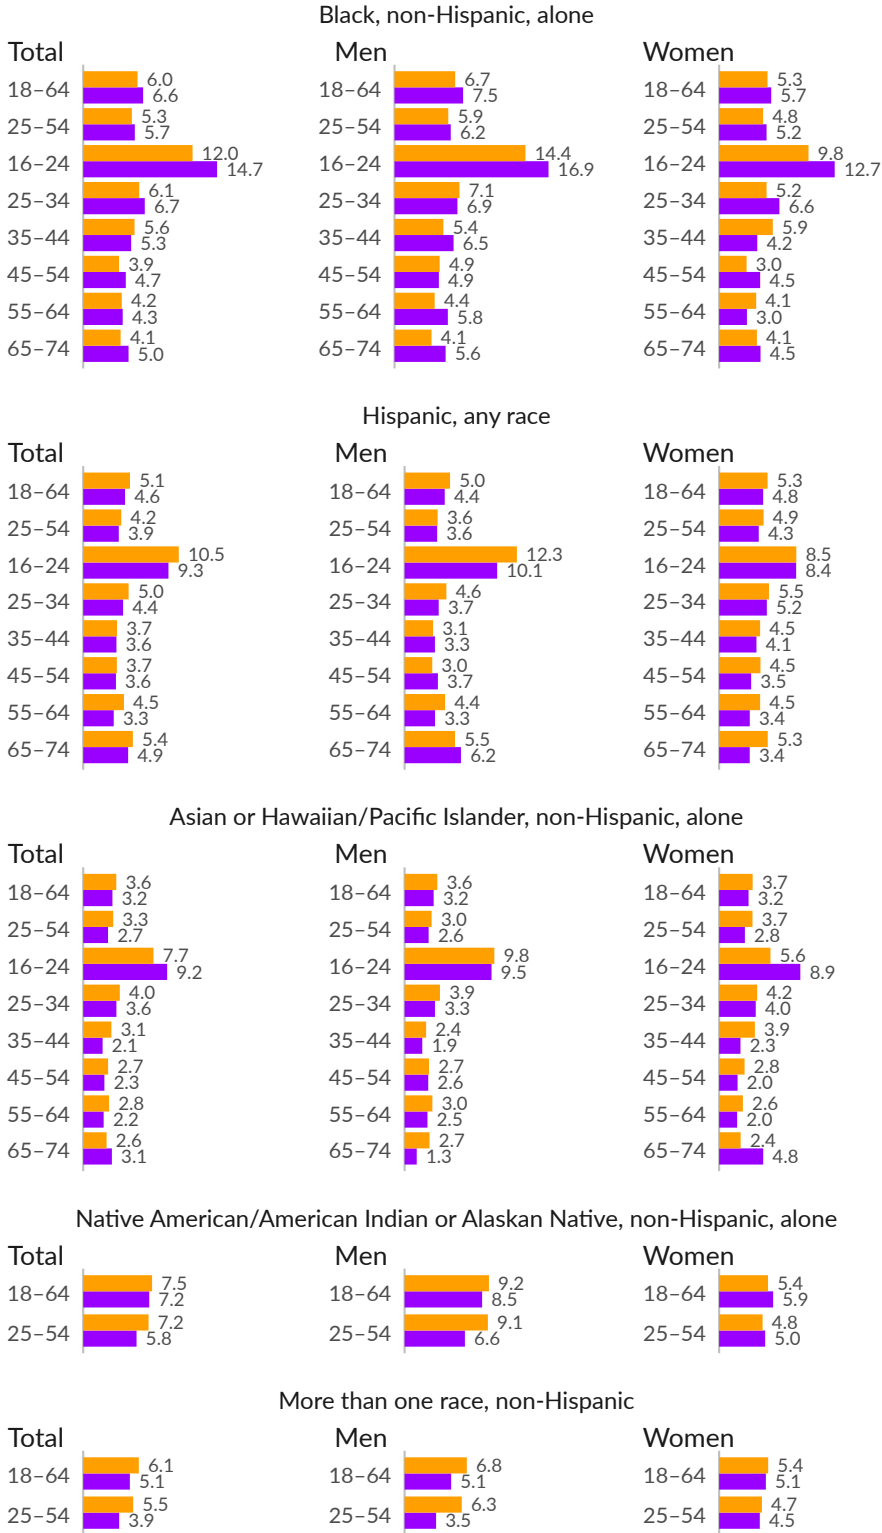 Black, non-Hispanic, alone
Total Men Women
18–64 6.0 6.6 18–64 6.7 7.5 18–64 5.3 5.7
25–54 5.3 5.7 25–54 5.9 6.2 25–54 4.8 5.2
16–24 12.0 14.7 16–24 14.4 16.9 16–24 9.8 12.7
25–34 6.1 6.7 25–34 7.1 6.9 25–34 5.2 6.6
35–44 5.6 5.3 35–44 5.4 6.5 35–44 5.9 4.2
45–54 3.9 4.7 45–54 4.9 4.9 45–54 3.0 4.5
55–64 4.2 4.3 55–64 4.4 5.8 55–64 4.1 3.0
65–74 4.1 5.0 65–74 4.1 5.6 65–74 4.1 4.5
Hispanic, any race
Total Men Women
18–64 5.1 4.6 18–64 5.0 4.4 18–64 5.3 4.8
25–54 4.2 3.9 25–54 3.6 3.6 25–54 4.9 4.3
16–24 10.5 9.3 16–24 12.3 10.1 16–24 8.5 8.4
25–34 5.0 4.4 25–34 4.6 3.7 25–34 5.5 5.2
35–44 3.7 3.6 35–44 3.1 3.3 35–44 4.5 4.1
45–54 3.7 3.6 45–54 3.0 3.7 45–54 4.5 3.5
55–64 4.5 3.3 55–64 4.4 3.3 55–64 4.5 3.4
65–74 5.4 4.9 65–74 5.5 6.2 65–74 5.3 3.4
Asian or Hawaiian/Pacific Islander, non-Hispanic, alone
Total Men Women
18–64 3.6 3.2 18–64 3.6 3.2 18–64 3.7 3.2
25–54 3.3 2.7 25–54 3.0 2.6 25–54 3.7 2.8
16–24 7.7 9.2 16–24 9.8 9.5 16–24 5.6 8.9
25–34 4.0 3.6 25–34 3.9 3.3 25–34 4.2 4.0
35–44 3.1 2.1 35–44 2.4 1.9 35–44 3.9 2.3
45–54 2.7 2.3 45–54 2.7 2.6 45–54 2.8 2.0
55–64 2.8 2.2 55–64 3.0 2.5 55–64 2.6 2.0
65–74 2.6 3.1 65–74 2.7 1.3 65–74 2.4 4.8
Native American/American Indian or Alaskan Native, non-Hispanic, alone
Total Men Women
18–64 7.5 7.2 18–64 9.2 8.5 18–64 5.4 5.9
25–54 7.2 5.8 25–54 9.1 6.6 25–54 4.8 5.0
More than one race, non-Hispanic
Total Men Women
18–64 6.1 5.1 18–64 6.8 5.1 18–64 5.4 5.1
25–54 5.5 3.9 25–54 6.3 3.5 25–54 4.7 4.5